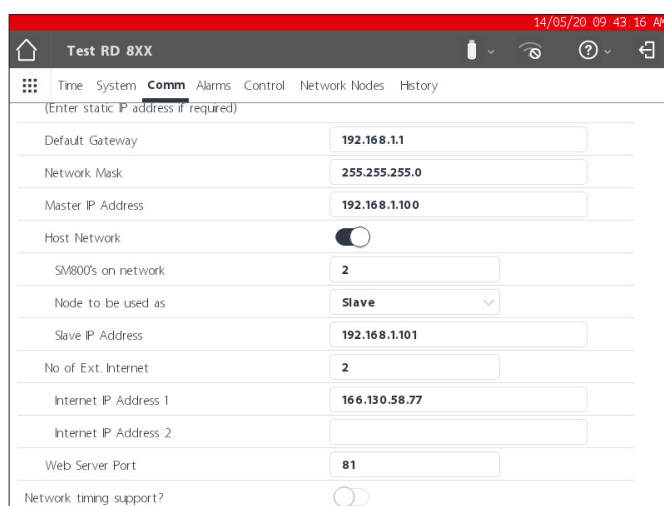 14/05/20 09:43:16 AM
Test RD 8XX
Time System Comm Alarms Control Network Nodes History
(Enter static IP address if required)
Default Gateway 192.168.1.1
Network Mask 255.255.255.0
Master IP Address 192.168.1.100
Host Network
SM800's on network 2
Node to be used as Slave
Slave IP Address 192.168.1.101
No of Ext. Internet 2
Internet IP Address 1 166.130.58.77
Internet IP Address 2
Web Server Port 81
Network timing support?